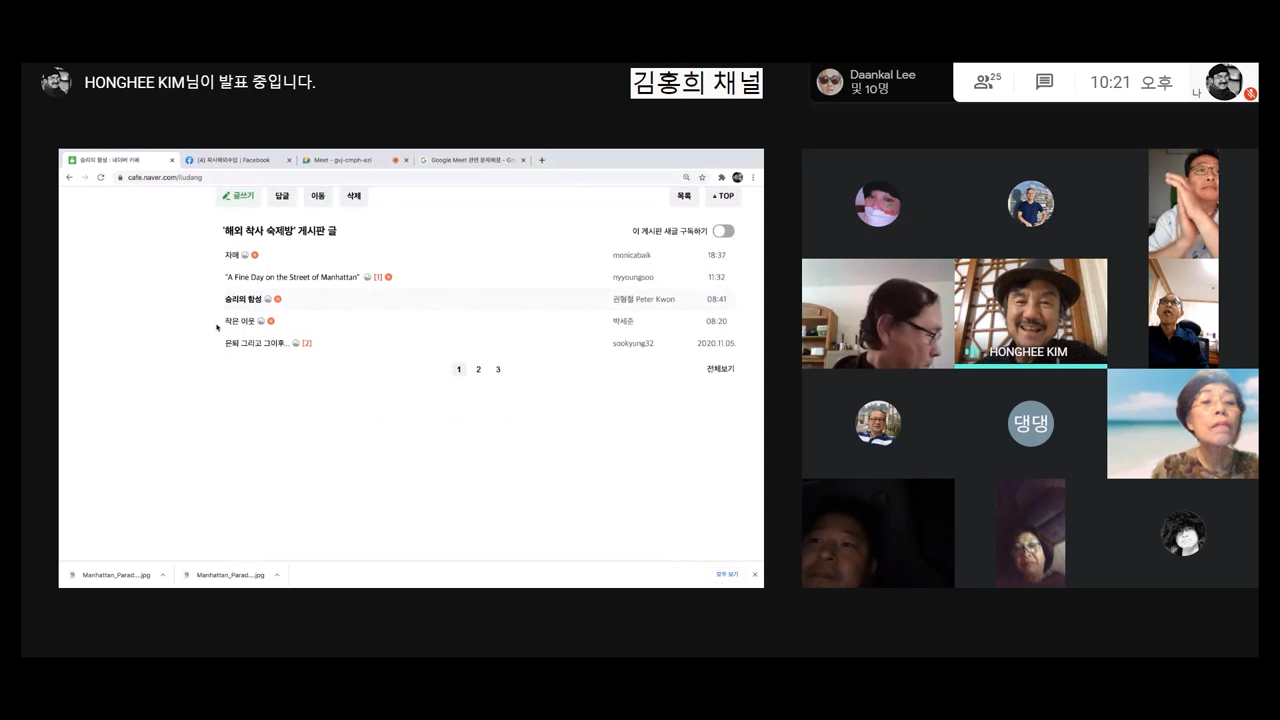 HONGHEE KIM님이 발표 중입니다.
김홍희 채널
Daankal Lee
및 10명
25
10:21 오후
나
승리의 함성 : 네이버 카페
(4) 착사해외수업 | Facebook
Meet - gvj-cmph-azi
Google Meet 관련 문제해결 - Go
cafe.naver.com/iludang
글쓰기 답글 이동 삭제 목록 ▲ TOP
'해외 착사 숙제방' 게시판 글 이 게시판 새글 구독하기
자매 monicabaik 18:37
"A Fine Day on the Street of Manhattan" [1] nyyoungsoo 11:32
승리의 함성 권형철 Peter Kwon 08:41
작은 이웃 박세준 08:20
은퇴 그리고 그이후... [2] sookyung32 2020.11.05.
1 2 3 전체보기
Manhattan_Parad....jpg Manhattan_Parad....jpg 모두 보기
HONGHEE KIM
댕댕